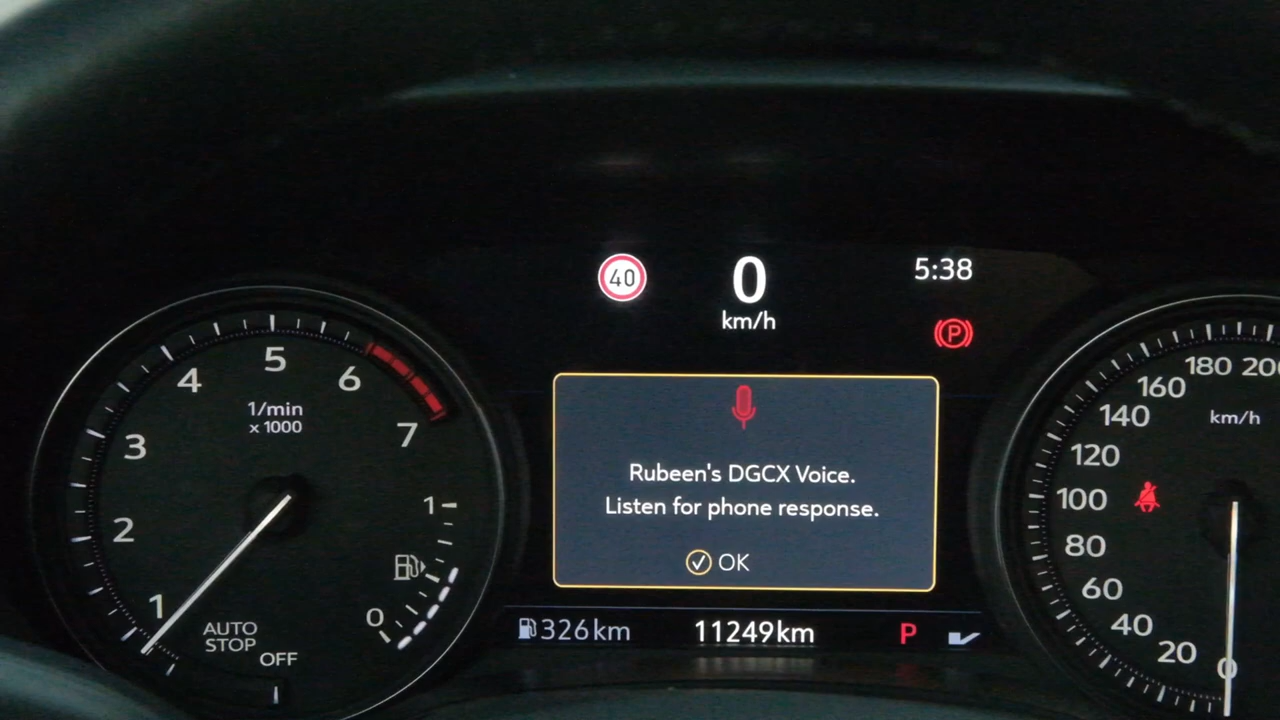 40
0
km/h
5:38
P
5
4
6
1/min
x 1000
3
7
2
1
0
1
AUTO
STOP
OFF
Rubeen's DGCX Voice.
Listen for phone response.
OK
326km
11249km
P
180
160
140
km/h
120
100
80
60
40
20
0